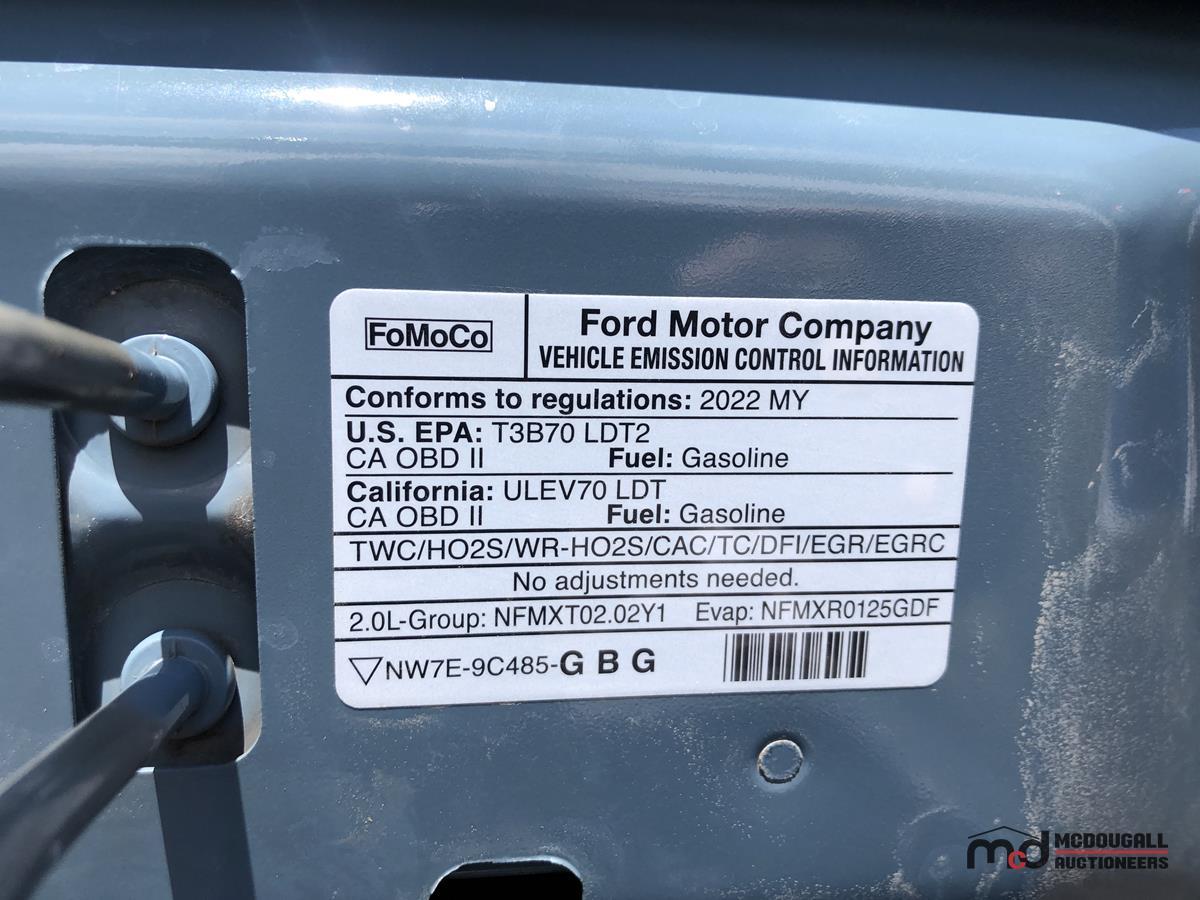 FoMoCo
Ford Motor Company
VEHICLE EMISSION CONTROL INFORMATION
Conforms to regulations: 2022 MY
U.S. EPA: T3B70 LDT2
CA OBD II Fuel: Gasoline
California: ULEV70 LDT
CA OBD II Fuel: Gasoline
TWC/HO2S/WR-HO2S/CAC/TC/DFI/EGR/EGRC
No adjustments needed.
2.0L-Group: NFMXT02.02Y1 Evap: NFMXR0125GDF
NW7E-9C485-G B G
mcd MCDOUGALL
AUCTIONEERS